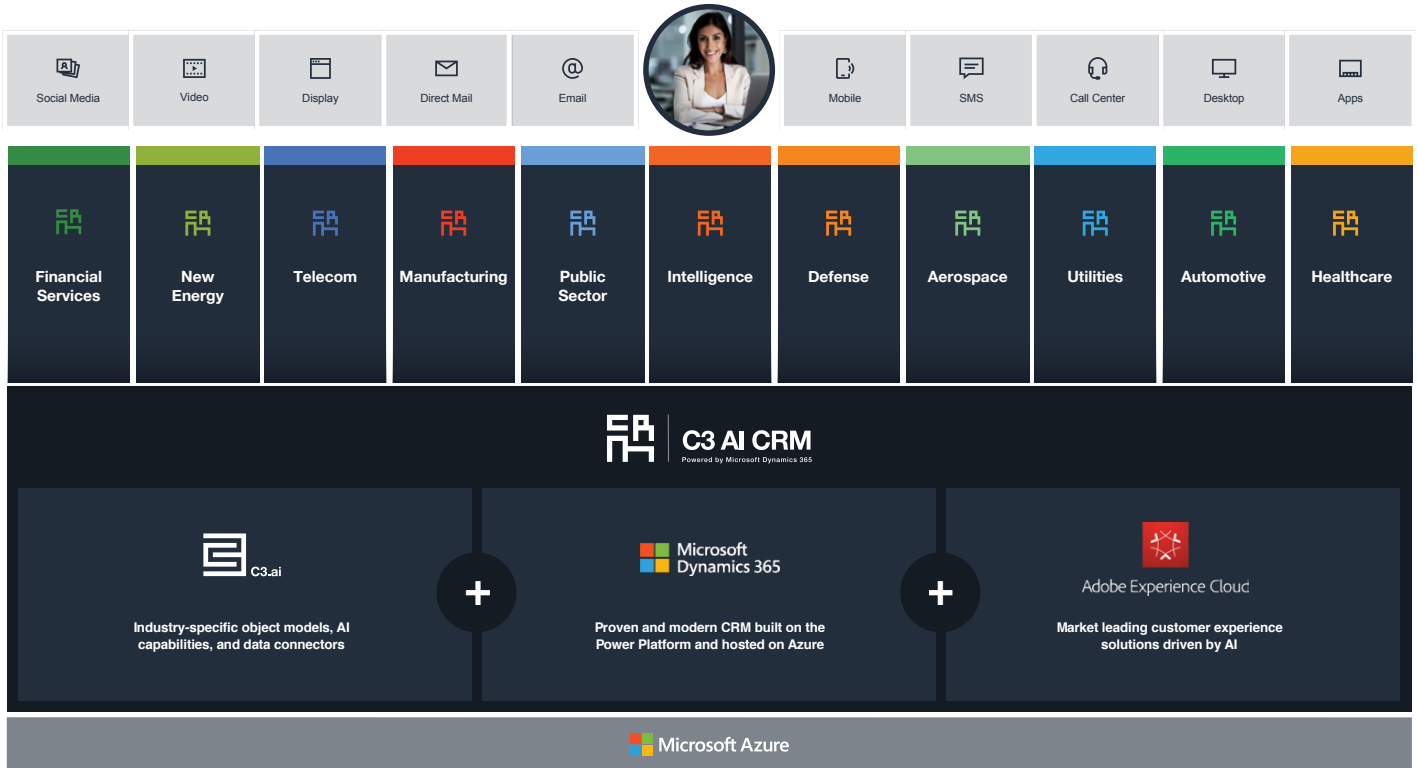 Social Media
Video
Display
Direct Mail
Email
Mobile
SMS
Call Center
Desktop
Apps
Financial
Services
New
Energy
Telecom
Manufacturing
Public
Sector
Intelligence
Defense
Aerospace
Utilities
Automotive
Healthcare
C3 AI CRM
Powered by Microsoft Dynamics 365
C3.ai
Industry-specific object models, AI
capabilities, and data connectors
+
Microsoft
Dynamics 365
Proven and modern CRM built on the
Power Platform and hosted on Azure
+
Adobe Experience Cloud
Market leading customer experience
solutions driven by AI
Microsoft Azure